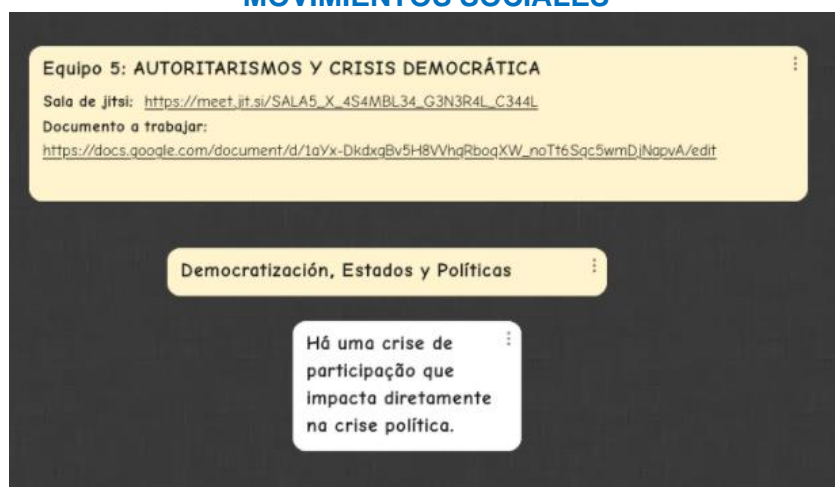 MOVIMIENTOS SOCIALES
Equipo 5: AUTORITARISMOS Y CRISIS DEMOCRÁTICA
Sala de jitsi: https://meet.jit.si/SALA5_X_4S4MBL34_G3N3R4L_C344L
Documento a trabajar:
https://docs.google.com/document/d/1aYx-DkdxgBv5H8VVhqRboqXW_noTt6Sqc5wmDjNapvA/edit
Democratización, Estados y Políticas
Há uma crise de
participação que
impacta diretamente
na crise política.